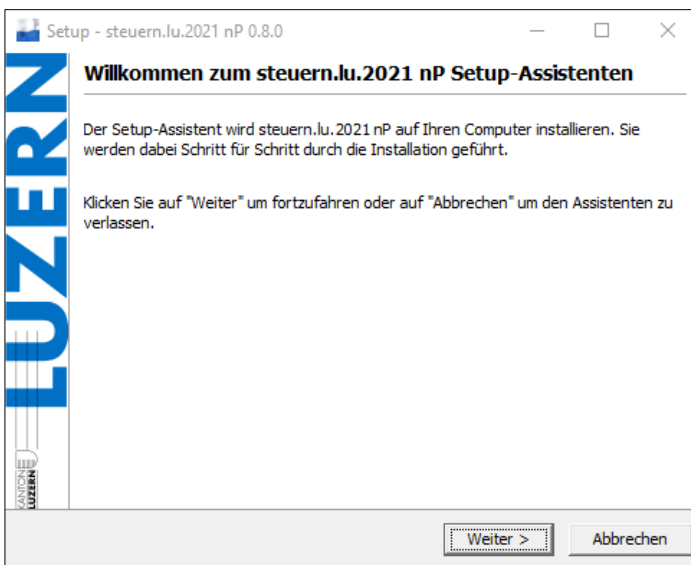 Setup - steuern.lu.2021 nP 0.8.0
Willkommen zum steuern.lu.2021 nP Setup-Assistenten
Der Setup-Assistent wird steuern.lu.2021 nP auf Ihren Computer installieren. Sie
werden dabei Schritt für Schritt durch die Installation geführt.
Klicken Sie auf "Weiter" um fortzufahren oder auf "Abbrechen" um den Assistenten zu
verlassen.
LUZERN
KANTON
LUZERN
Weiter >
Abbrechen